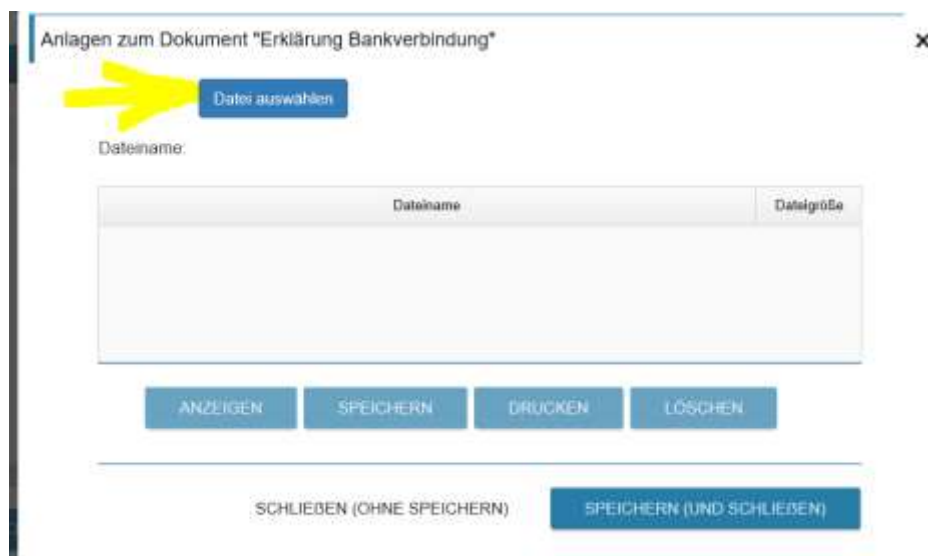 Anlagen zum Dokument "Erklärung Bankverbindung"
×
Datei auswählen
Dateiname:
Dateiname Dateigröße
ANZEIGEN SPEICHERN DRUCKEN LÖSCHEN
SCHLIEßEN (OHNE SPEICHERN) SPEICHERN (UND SCHLIEßEN)